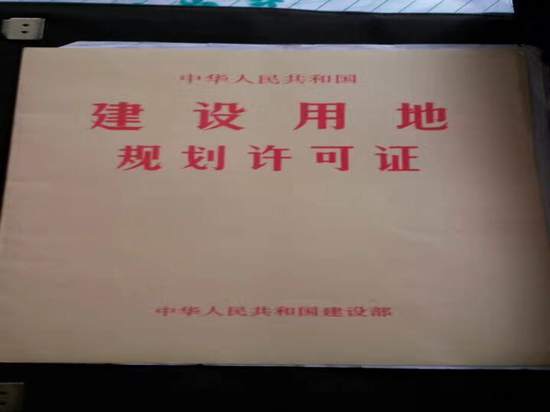 中华人民共和国
建设用地
规划许可证
中华人民共和国建设部